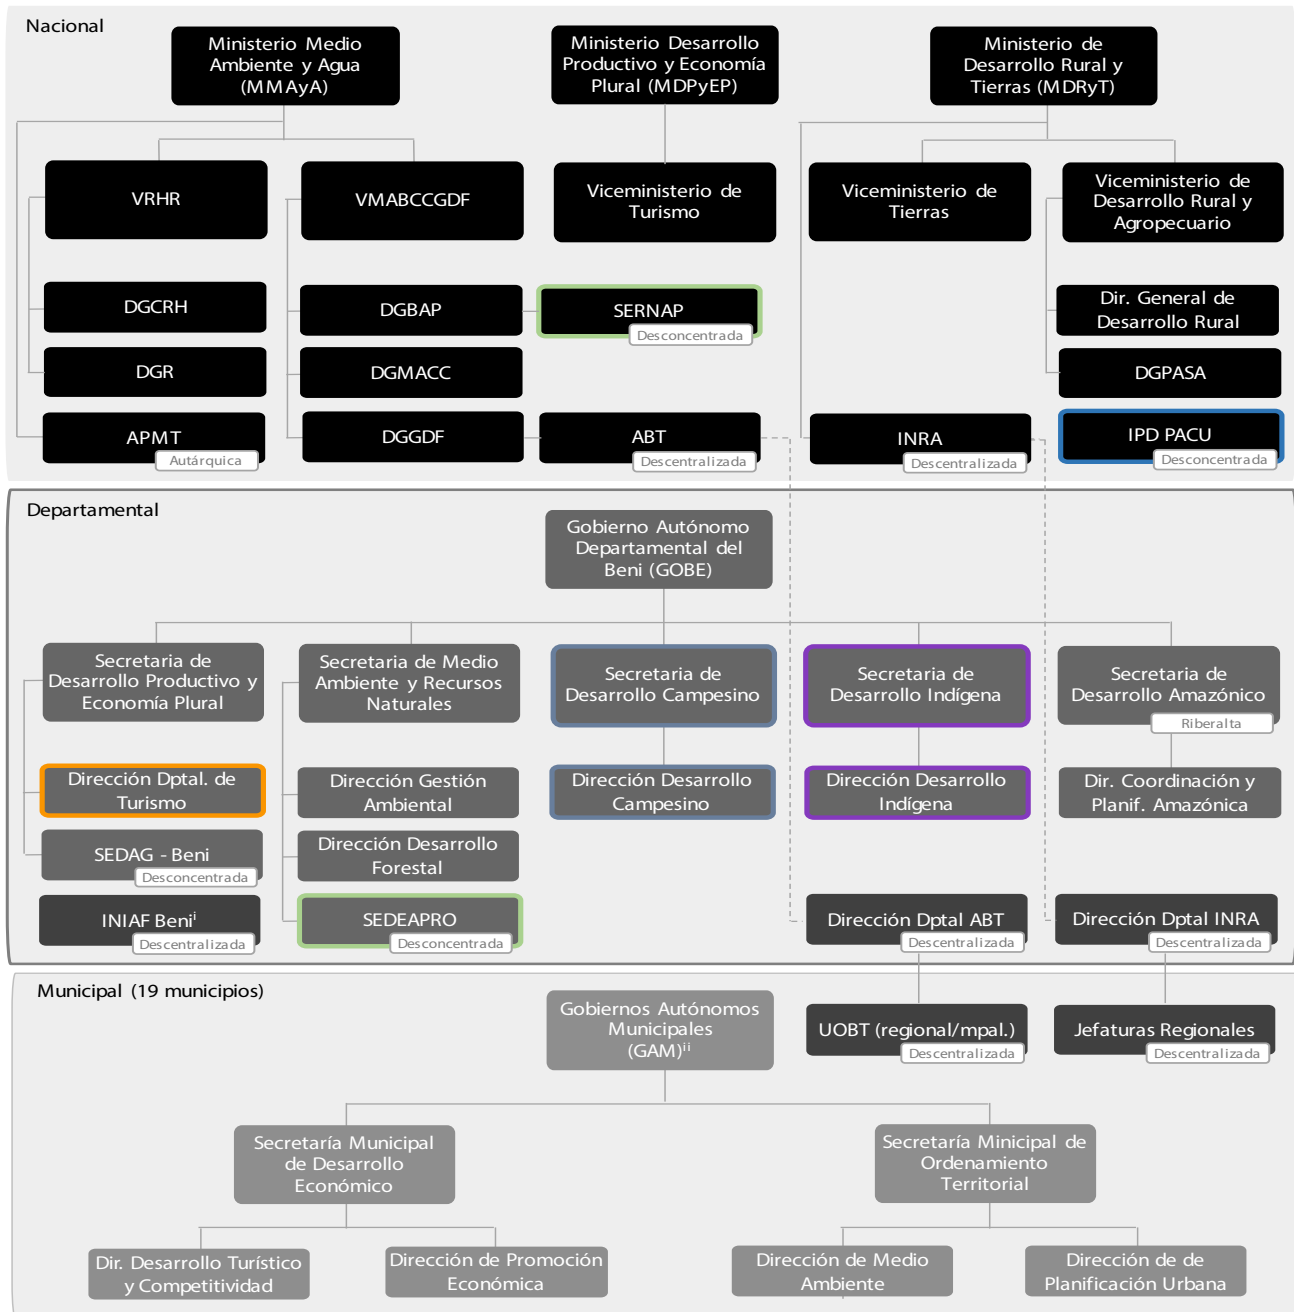 Nacional
Ministerio Medio
Ambiente y Agua
(MMAyA)
Ministerio Desarrollo
Productivo y Economía
Plural (MDPyEP)
Ministerio de
Desarrollo Rural y
Tierras (MDRyT)
VRHR
VMABCCGDF
Viceministerio de
Turismo
Viceministerio de
Tierras
Viceministerio de
Desarrollo Rural y
Agropecuario
DGCRH
DGBAP
SERNAP
Desconcentrada
Dir. General de
Desarrollo Rural
DGR
DGMACC
DGPASA
APMT
Autárquica
DGGDF
ABT
Descentralizada
INRA
Descentralizada
IPD PACU
Desconcentrada
Departamental
Gobierno Autónomo
Departamental del
Beni (GOBE)
Secretaria de
Desarrollo Productivo y
Economía Plural
Secretaria de Medio
Ambiente y Recursos
Naturales
Secretaria de
Desarrollo Campesino
Secretaria de
Desarrollo Indígena
Secretaria de
Desarrollo Amazónico
Riberalta
Dirección Dptal. de
Turismo
Dirección Gestión
Ambiental
Dirección Desarrollo
Campesino
Dirección Desarrollo
Indígena
Dir. Coordinación y
Planif. Amazónica
SEDAG - Beni
Desconcentrada
Dirección Desarrollo
Forestal
INIAF Beniⁱ
Descentralizada
SEDEAPRO
Desconcentrada
Dirección Dptal ABT
Descentralizada
Dirección Dptal INRA
Descentralizada
Municipal (19 municipios)
Gobiernos Autónomos
Municipales
(GAM)ⁱⁱ
UOBT (regional/mpal.)
Descentralizada
Jefaturas Regionales
Descentralizada
Secretaría Municipal
de Desarrollo
Económico
Secretaría Minicipal de
Ordenamiento
Territorial
Dir. Desarrollo Turístico
y Competitividad
Dirección de Promoción
Económica
Dirección de Medio
Ambiente
Dirección de de
Planificación Urbana